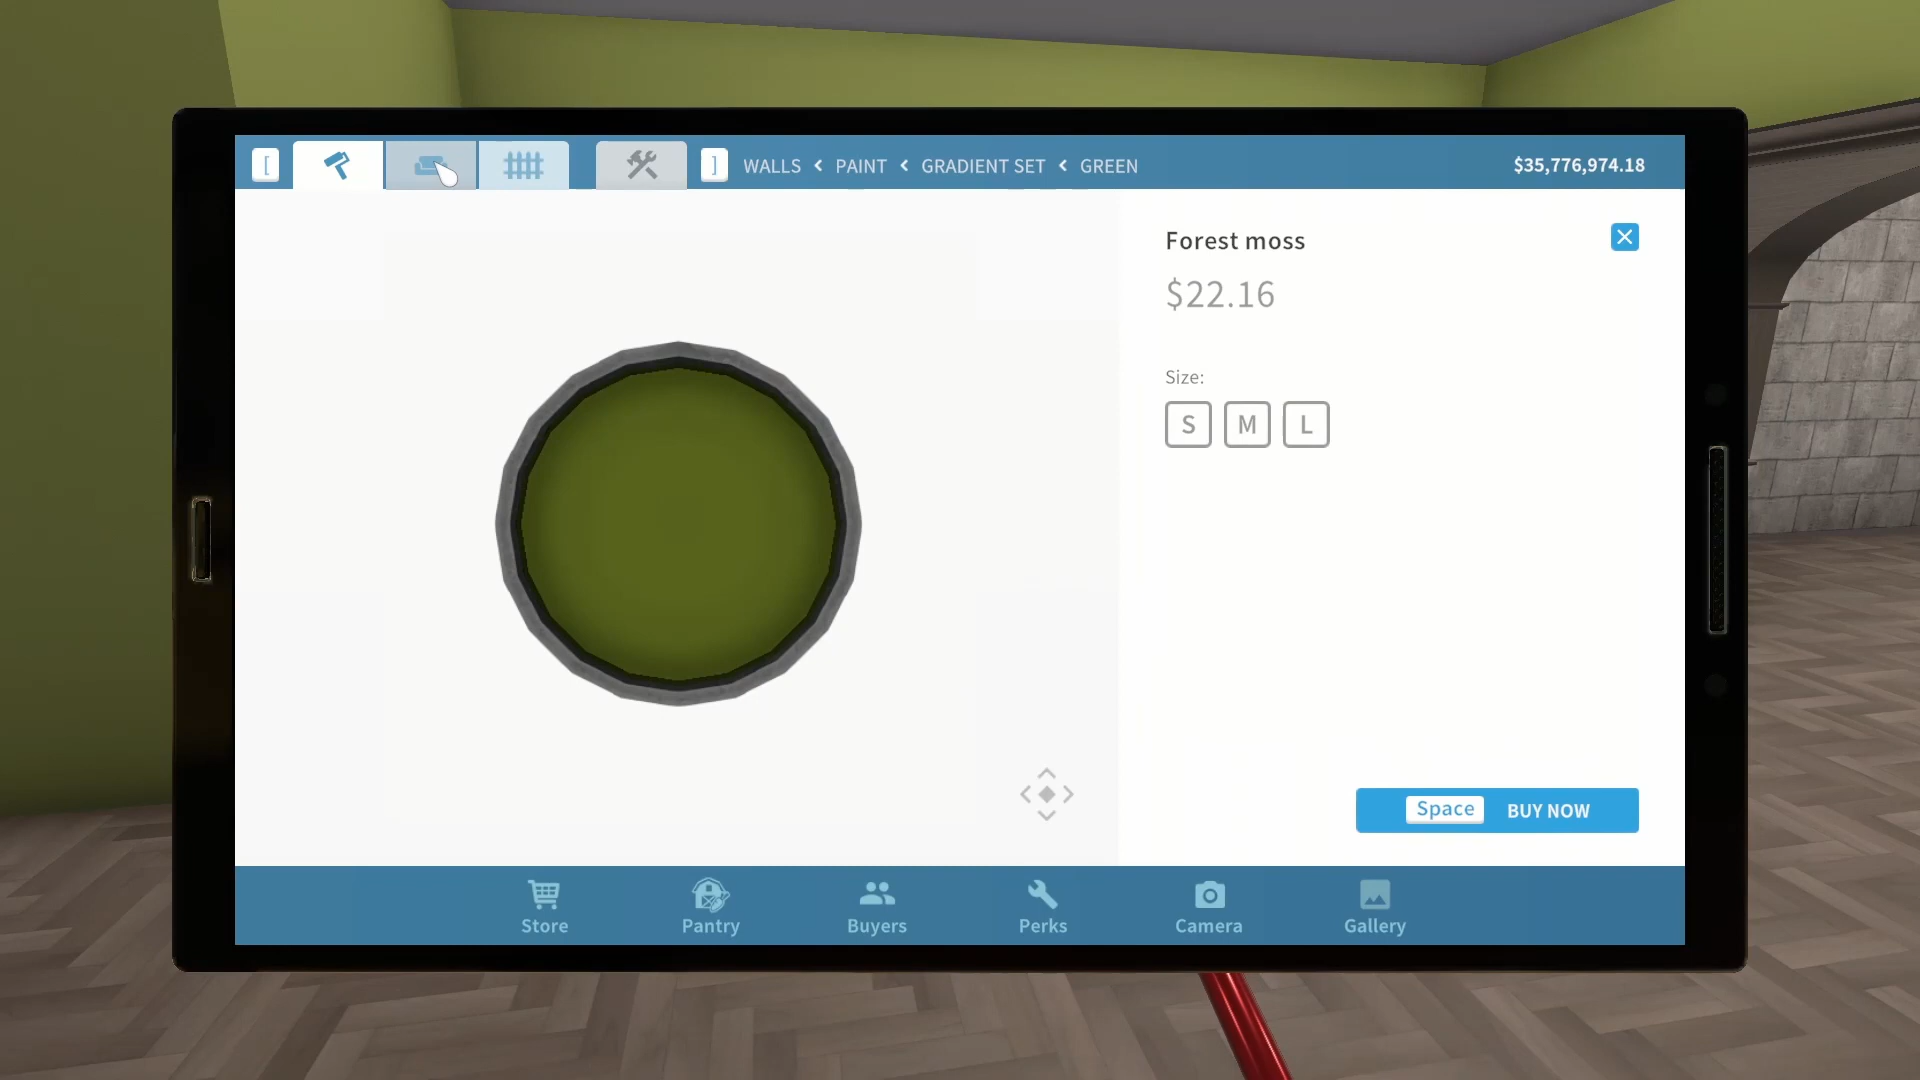 [
] WALLS < PAINT < GRADIENT SET < GREEN
$35,776,974.18
Forest moss
$22.16
Size:
S M L
Space BUY NOW
Store Pantry Buyers Perks Camera Gallery